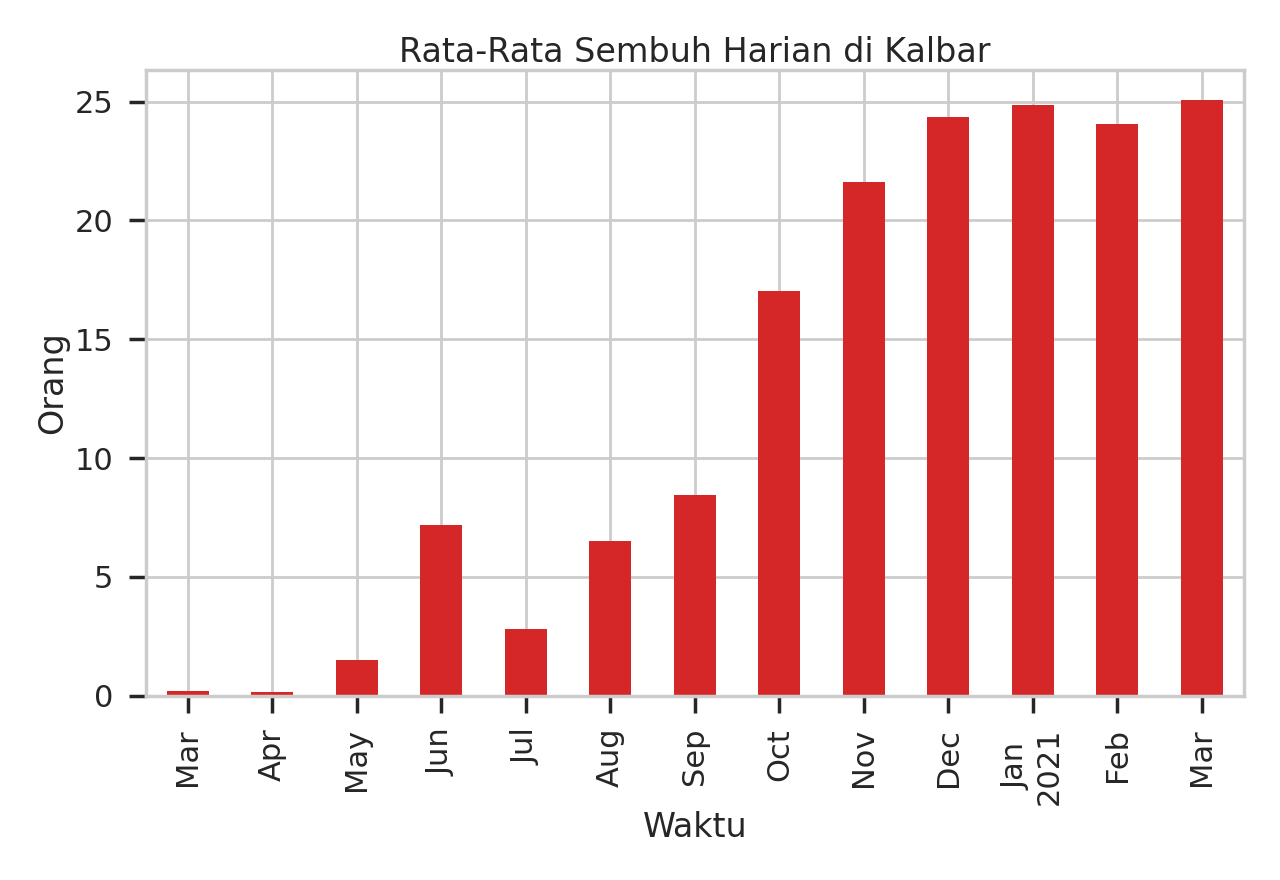 Rata-Rata Sembuh Harian di Kalbar
Orang
25
20
15
10
5
0
Mar
Apr
May
Jun
Jul
Aug
Sep
Oct
Nov
Dec
Jan
2021
Feb
Mar
Waktu